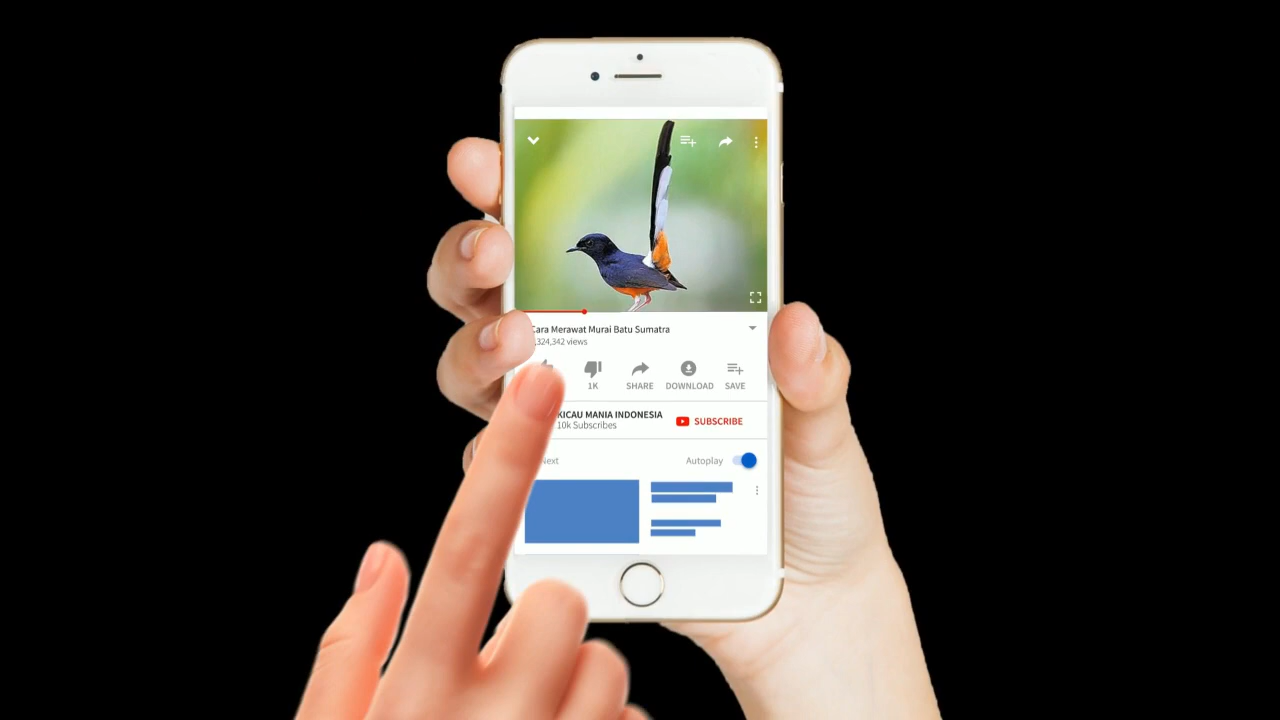 Cara Merawat Murai Batu Sumatra
,324,342 views
1K
SHARE
DOWNLOAD
SAVE
KICAU MANIA INDONESIA
10k Subscribes
SUBSCRIBE
Next
Autoplay